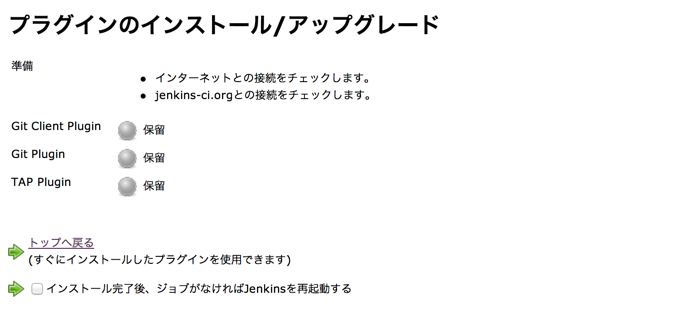 プラグインのインストール/アップグレード
準備
インターネットとの接続をチェックします。
jenkins-ci.orgとの接続をチェックします。
Git Client Plugin 保留
Git Plugin 保留
TAP Plugin 保留
トップへ戻る
(すぐにインストールしたプラグインを使用できます)
インストール完了後、ジョブがなければJenkinsを再起動する